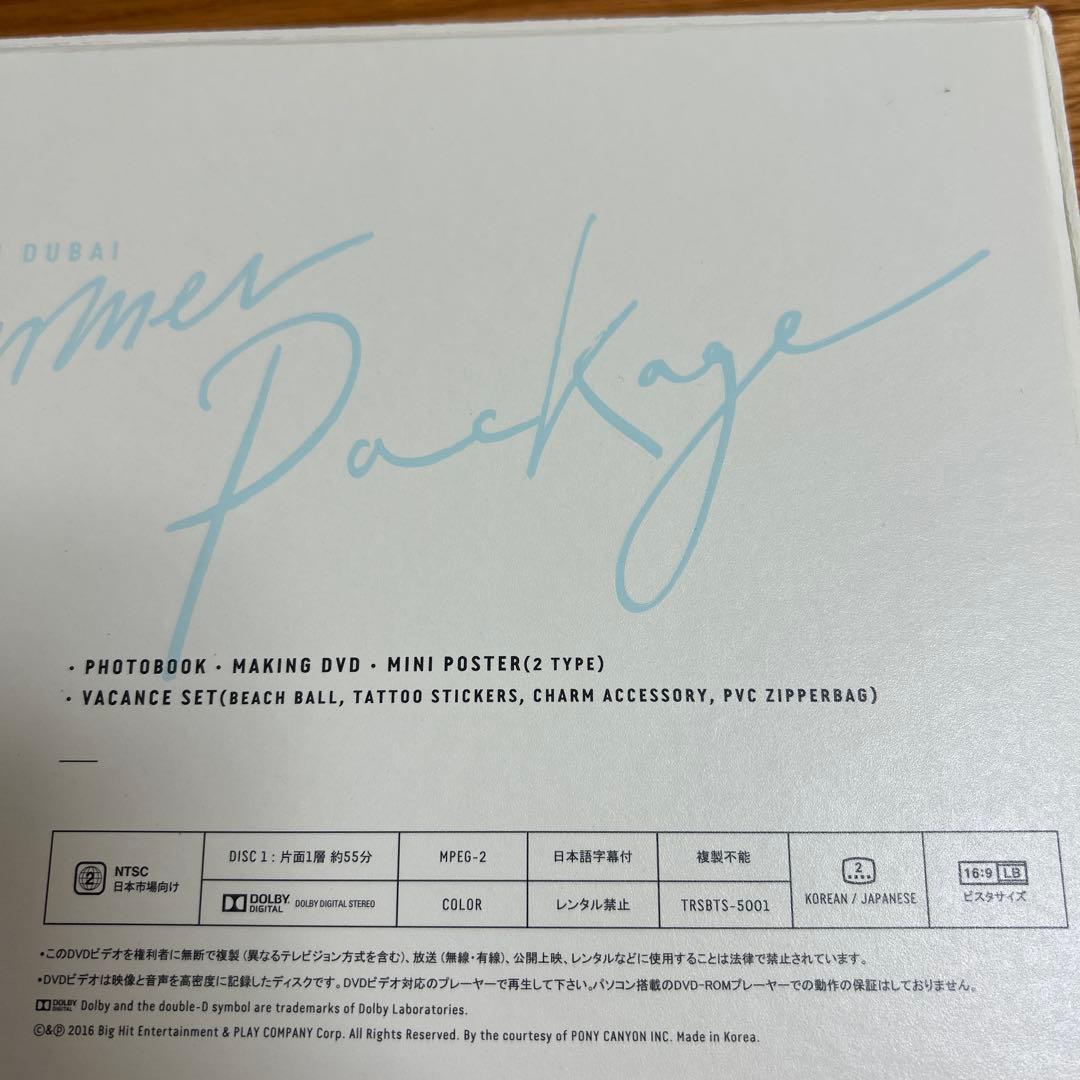 DUBAI
mmer
Package
• PHOTOBOOK • MAKING DVD • MINI POSTER(2 TYPE)
• VACANCE SET(BEACH BALL, TATTOO STICKERS, CHARM ACCESSORY, PVC ZIPPERBAG)
2 NTSC
日本市場向け
DISC 1 : 片面1層 約55分
MPEG-2
日本語字幕付
複製不能
DOLBY DIGITAL DOLBY DIGITAL STEREO
COLOR
レンタル禁止
TRSBTS-5001
2
KOREAN / JAPANESE
16:9 LB
ビスタサイズ
•このDVDビデオを権利者に無断で複製(異なるテレビジョン方式を含む)、放送(無線・有線)、公開上映、レンタルなどに使用することは法律で禁止されています。
•DVDビデオは映像と音声を高密度に記録したディスクです。DVDビデオ対応のプレーヤーで再生して下さい。パソコン搭載のDVD-ROMプレーヤーでの動作の保証はしておりません。
DOLBY DIGITAL Dolby and the double-D symbol are trademarks of Dolby Laboratories.
©&℗ 2016 Big Hit Entertainment & PLAY COMPANY Corp. All Rights Reserved. By the courtesy of PONY CANYON INC. Made in Korea.